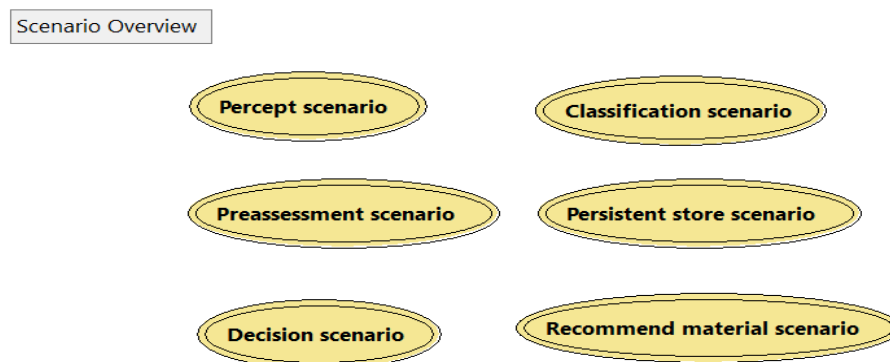 Scenario Overview
Percept scenario
Classification scenario
Preassessment scenario
Persistent store scenario
Decision scenario
Recommend material scenario